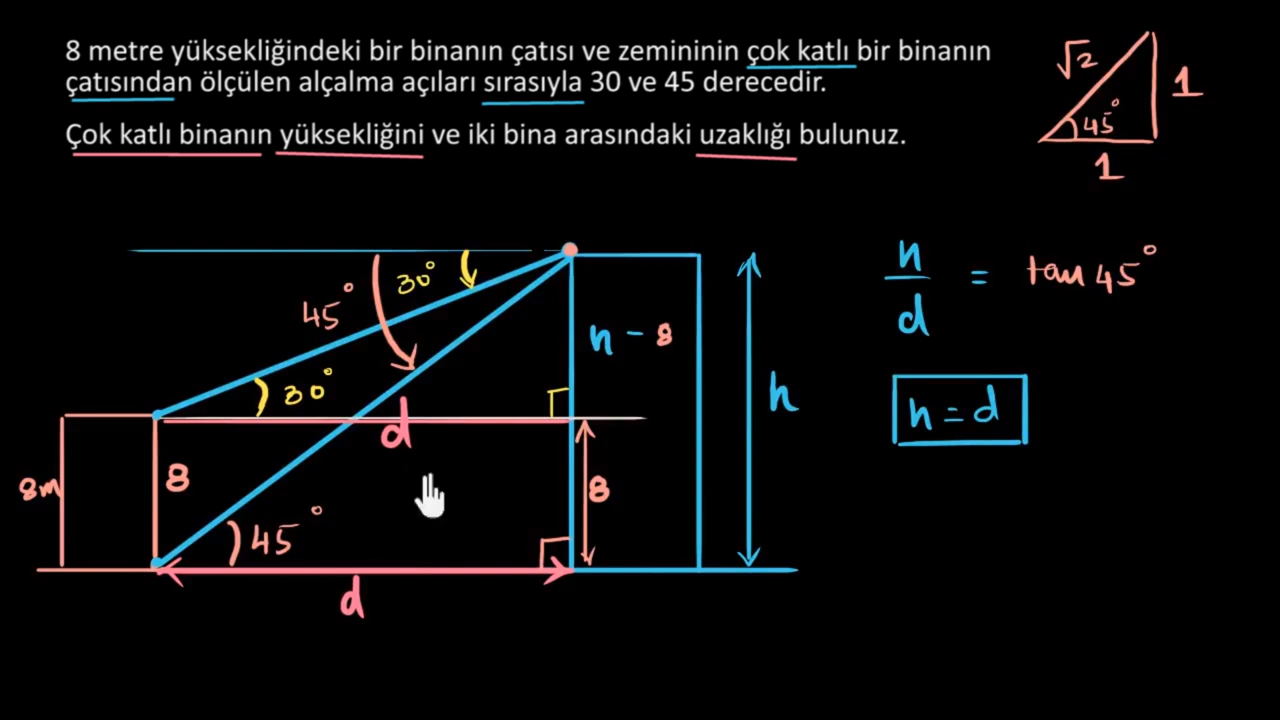 8 metre yüksekliğindeki bir binanın çatısı ve zemininin çok katlı bir binanın
çatısından ölçülen alçalma açıları sırasıyla 30 ve 45 derecedir.
Çok katlı binanın yüksekliğini ve iki bina arasındaki uzaklığı bulunuz.
√2
1
45°
1
h/d = tan 45°
h = d
45°
30°
30°
h - 8
h
d
8m
8
8
45°
d